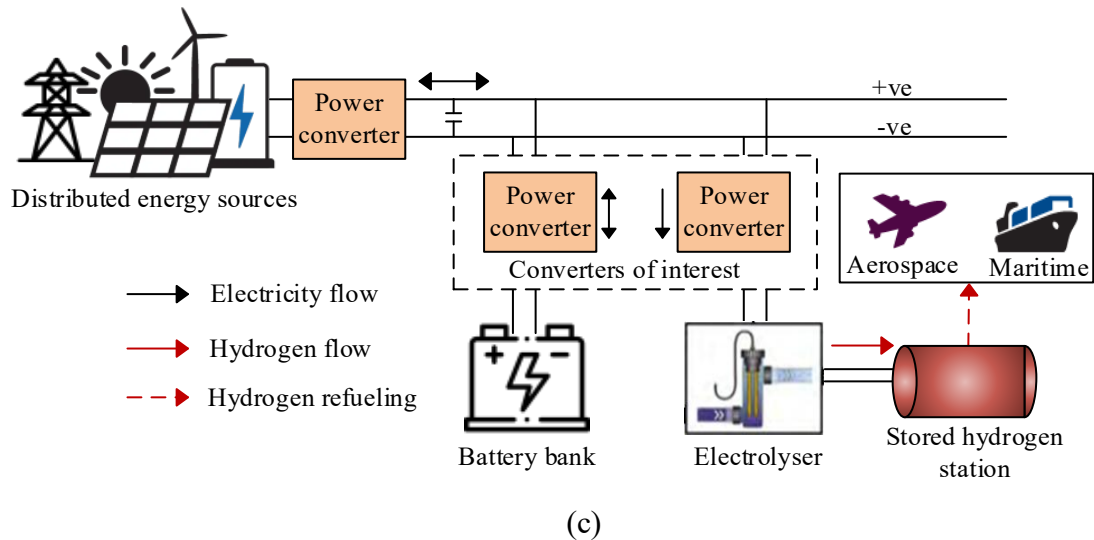 Power
converter
+ve
-ve
Distributed energy sources
Power
converter
Power
converter
Converters of interest
Aerospace
Maritime
Electricity flow
Hydrogen flow
Hydrogen refueling
Battery bank
Electrolyser
Stored hydrogen
station
(c)